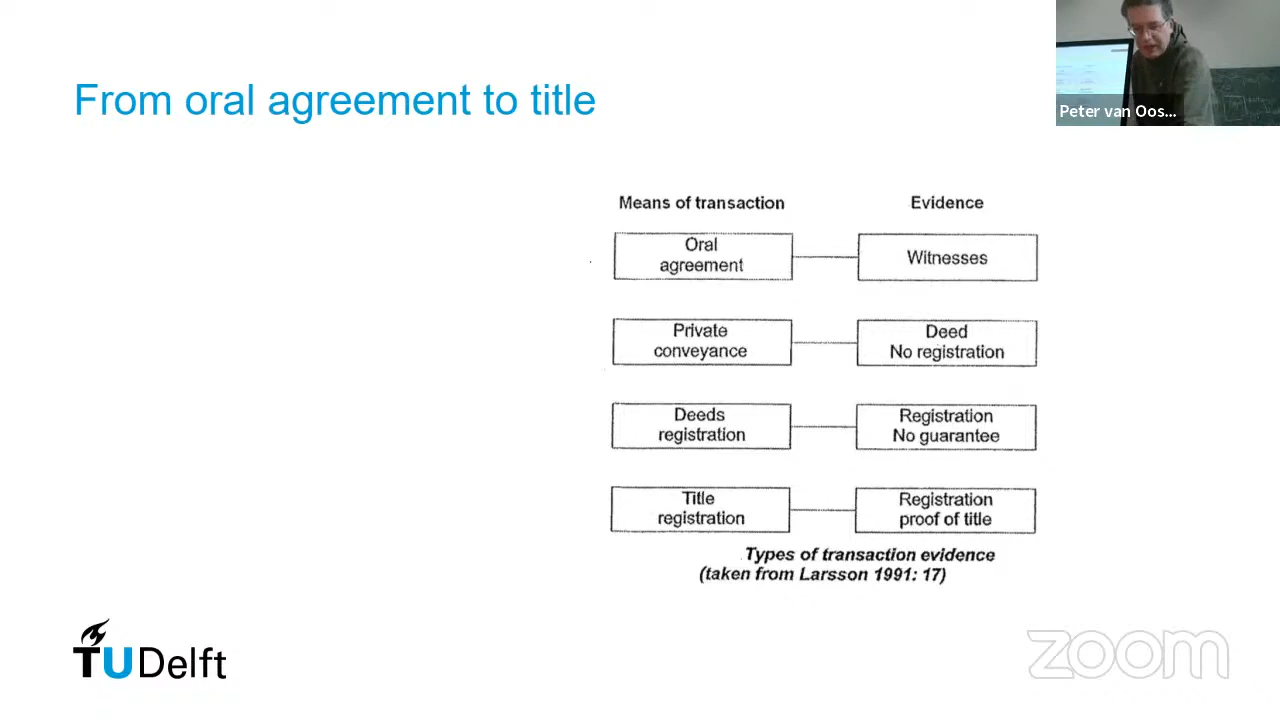 From oral agreement to title
Peter van Oos...
Means of transaction
Evidence
Oral
agreement
Witnesses
Private
conveyance
Deed
No registration
Deeds
registration
Registration
No guarantee
Title
registration
Registration
proof of title
Types of transaction evidence
(taken from Larsson 1991: 17)
TU Delft
zoom